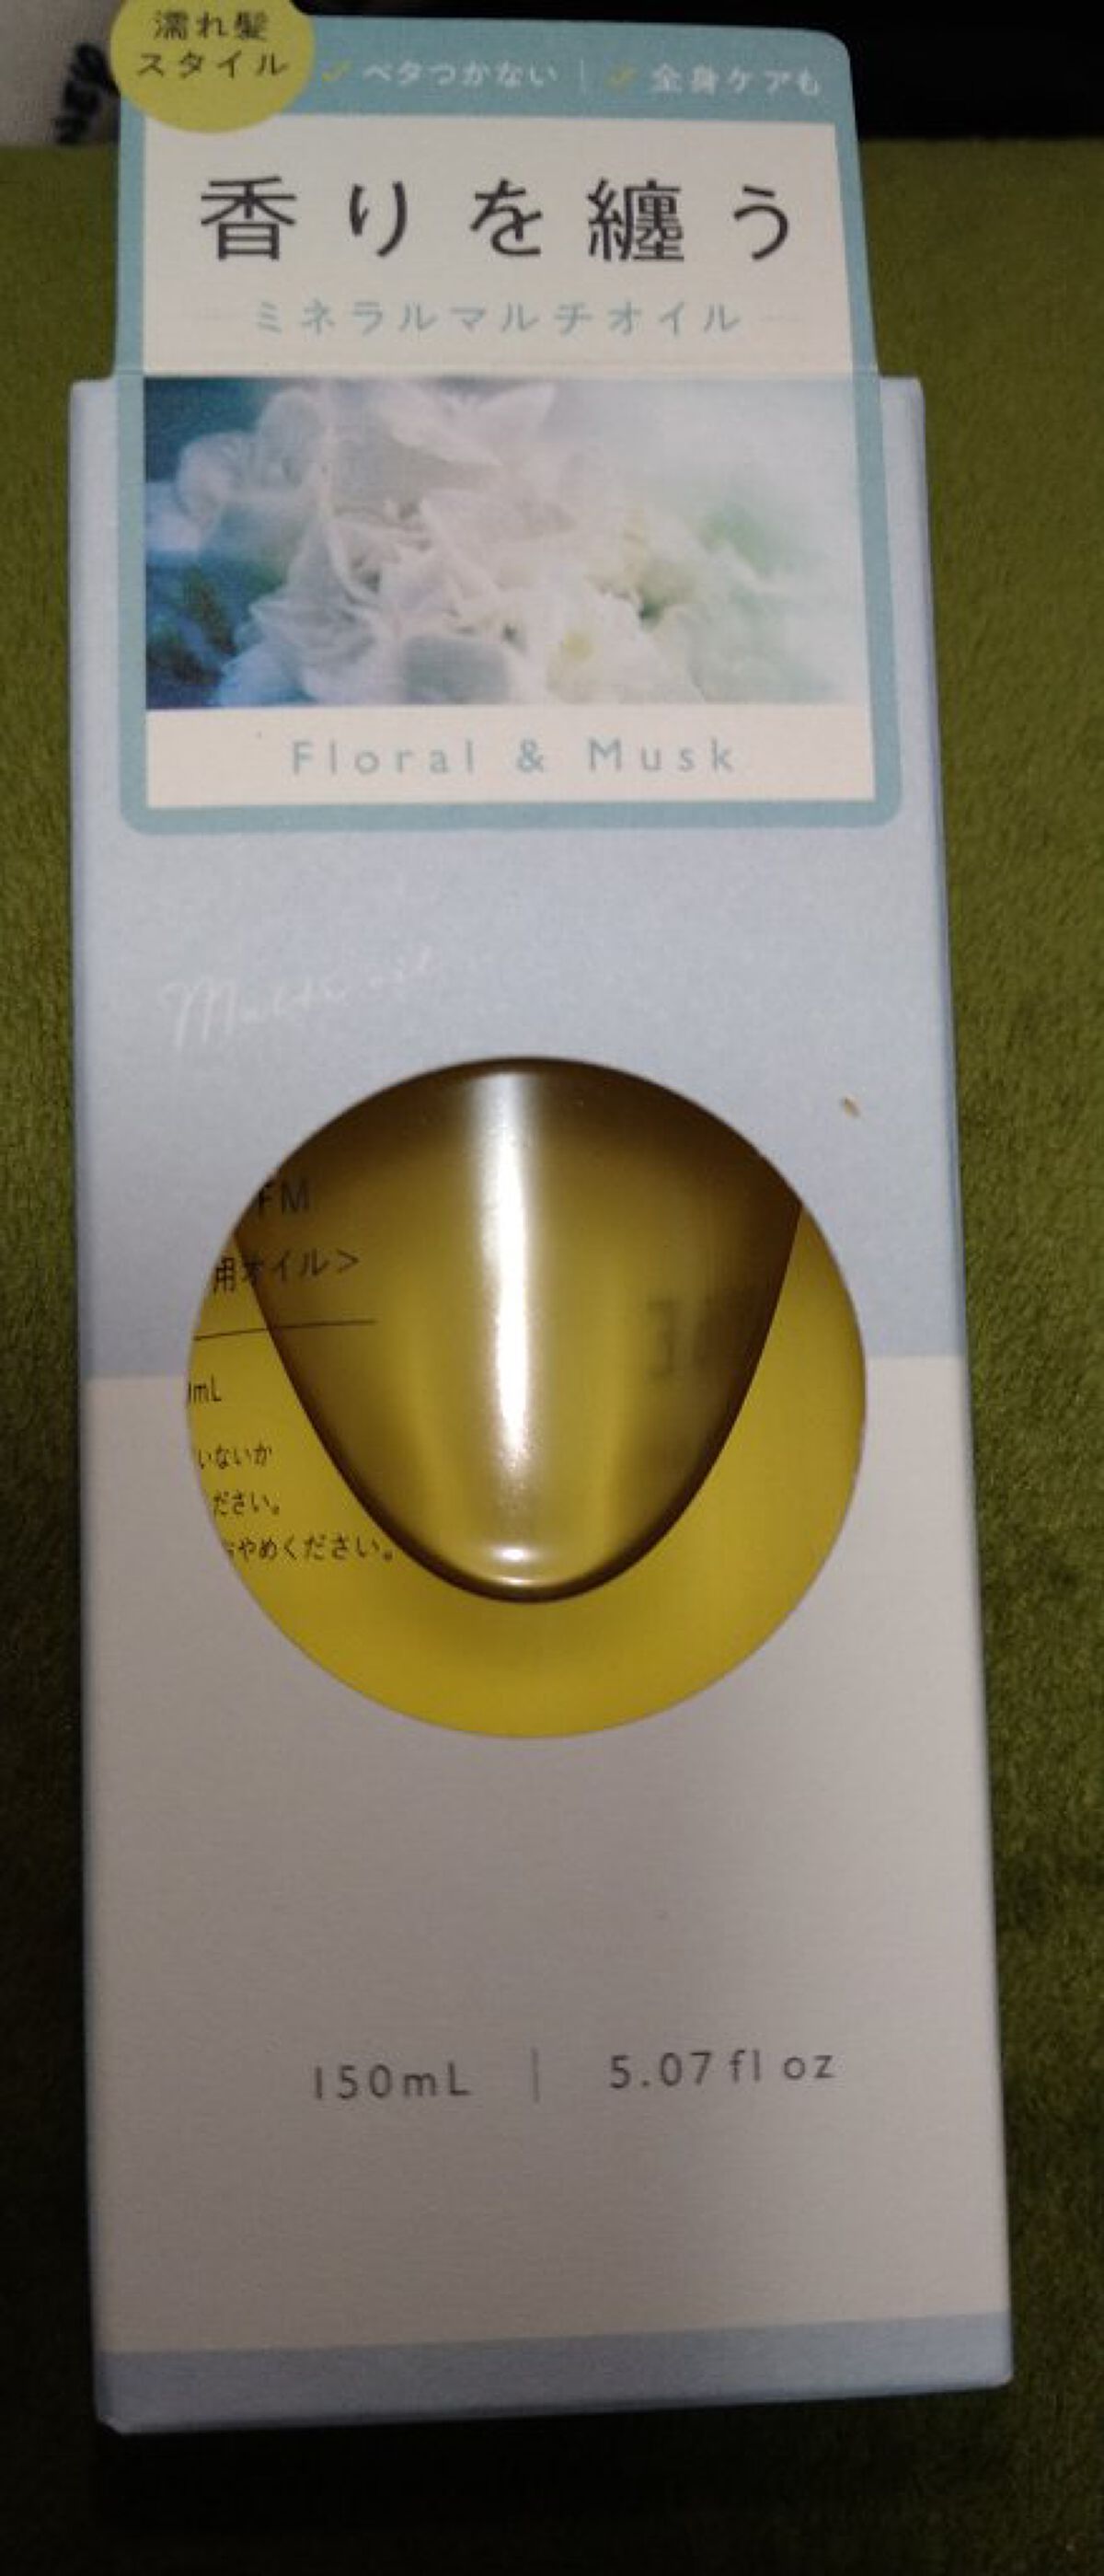 濡れ髪
スタイル
ベタつかない | 全身ケアも
香りを纏う
ミネラルマルチオイル
Floral & Musk
Multi oil
FM
用オイル>
mL
いないか
ださい。
おやめください。
150mL | 5.07 fl oz